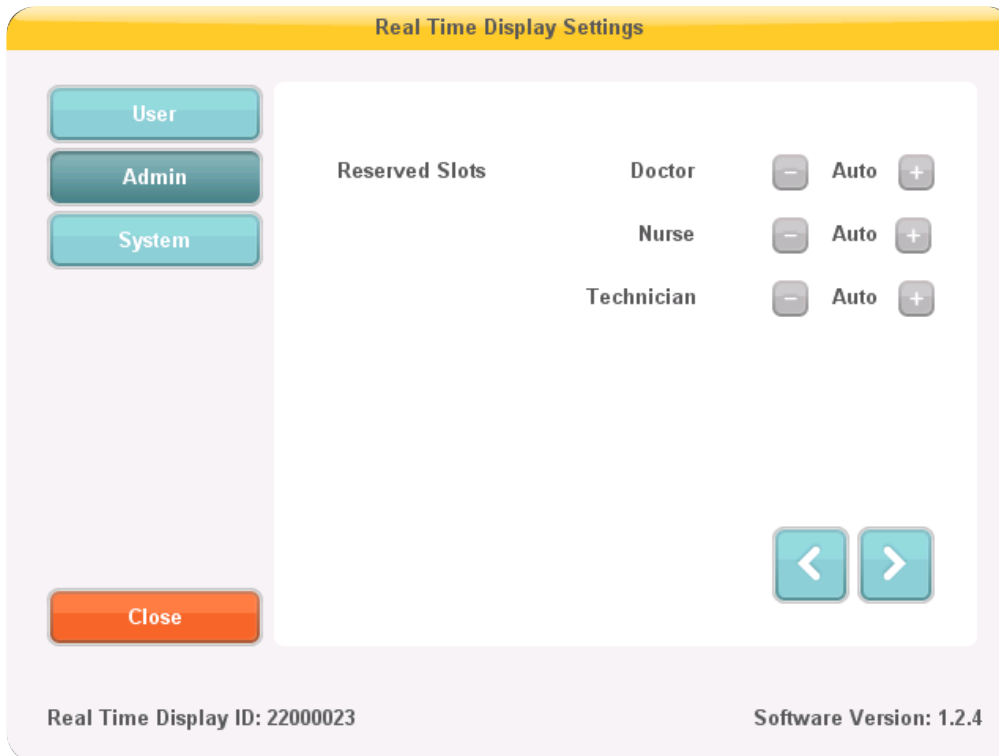 Real Time Display Settings
User
Admin
System
Reserved Slots Doctor - Auto +
Nurse - Auto +
Technician - Auto +
Close
Real Time Display ID: 22000023 Software Version: 1.2.4